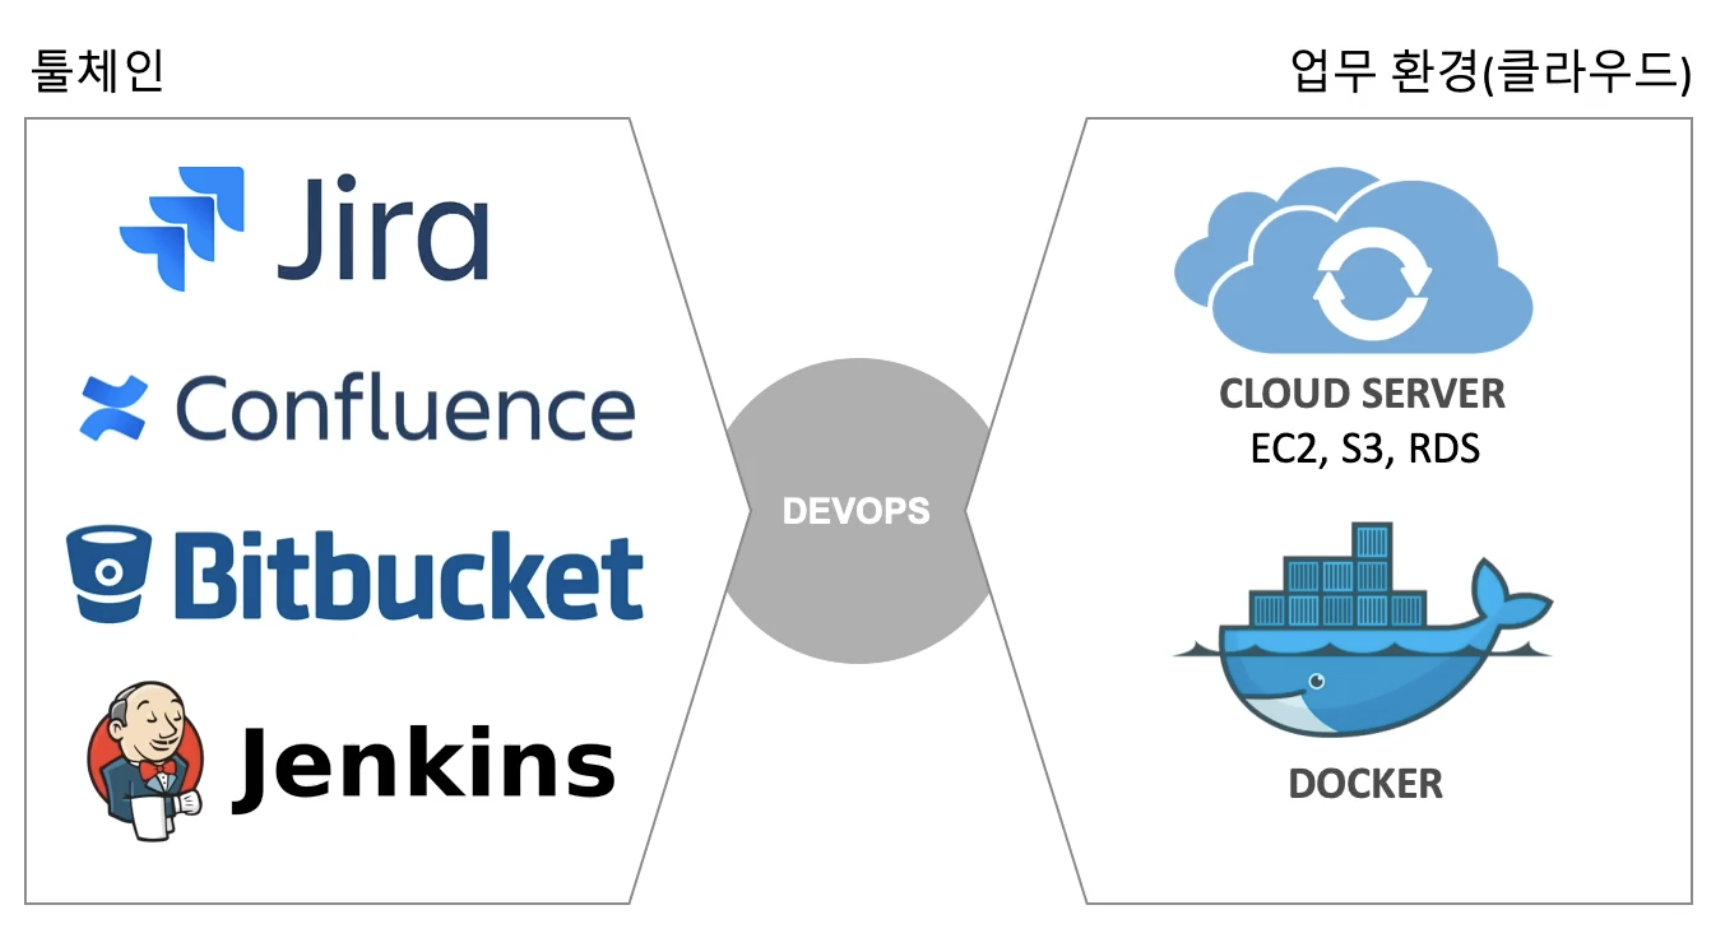 툴체인
업무 환경(클라우드)
Jira
Confluence
Bitbucket
Jenkins
DEVOPS
CLOUD SERVER
EC2, S3, RDS
DOCKER